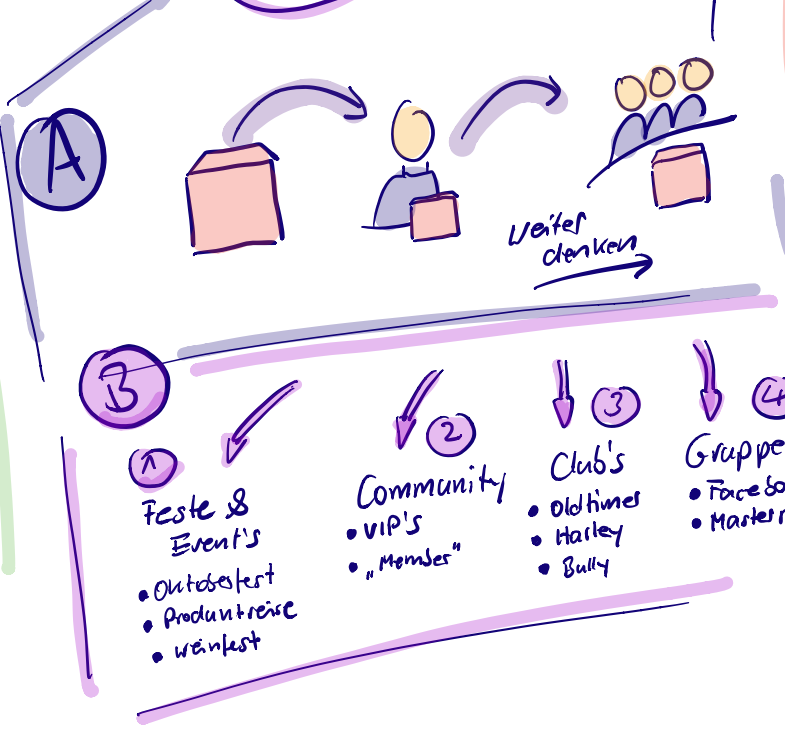 A
Weiter
denken
B
1
Feste &
Event's
• Oktoberfest
• Produktreise
• Weinfest
2
Community
• VIP'S
• „Member"
3
Club's
• Oldtimer
• Harley
• Bully
4
Gruppe
• Facebo
• Master